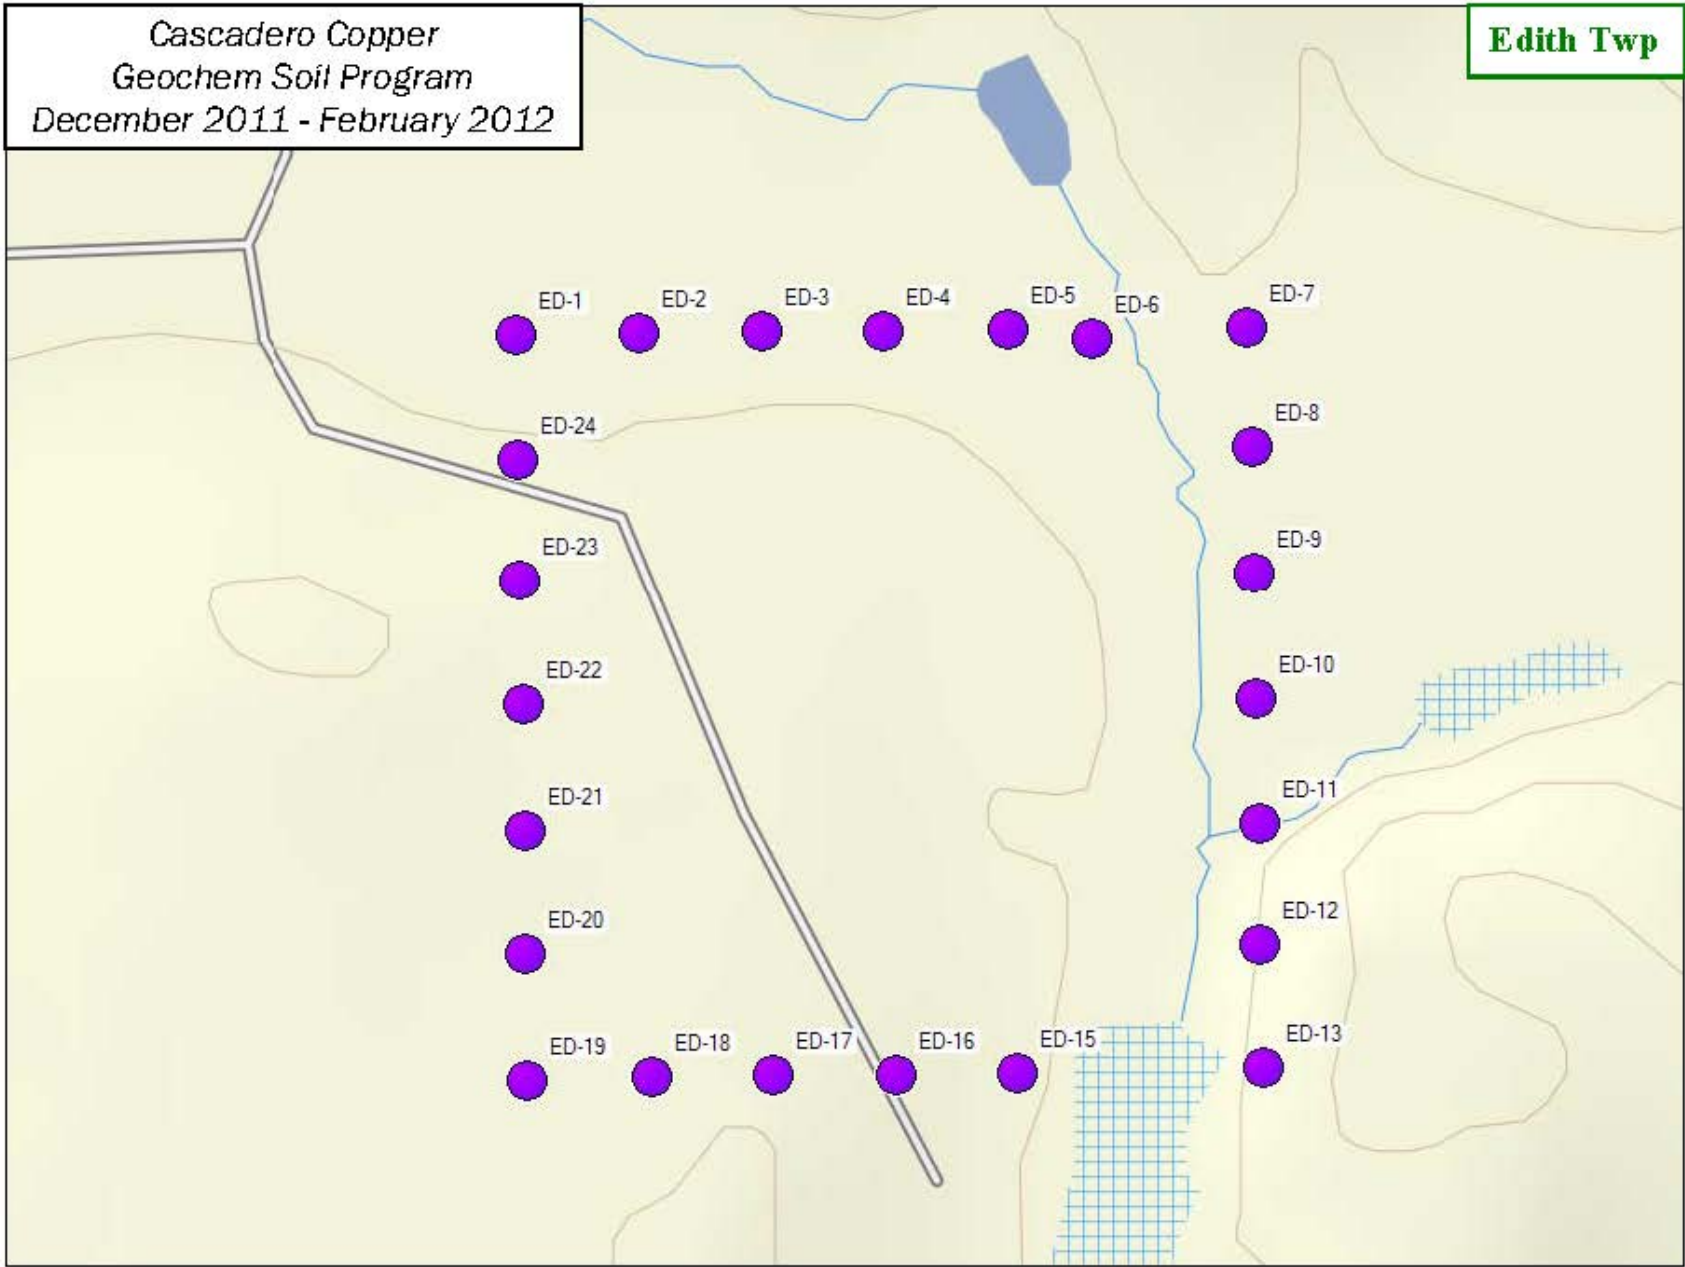 Cascadero Copper
Geochem Soil Program
December 2011 - February 2012
Edith Twp
ED-1
ED-2
ED-3
ED-4
ED-5
ED-6
ED-7
ED-8
ED-9
ED-10
ED-11
ED-12
ED-13
ED-15
ED-16
ED-17
ED-18
ED-19
ED-20
ED-21
ED-22
ED-23
ED-24